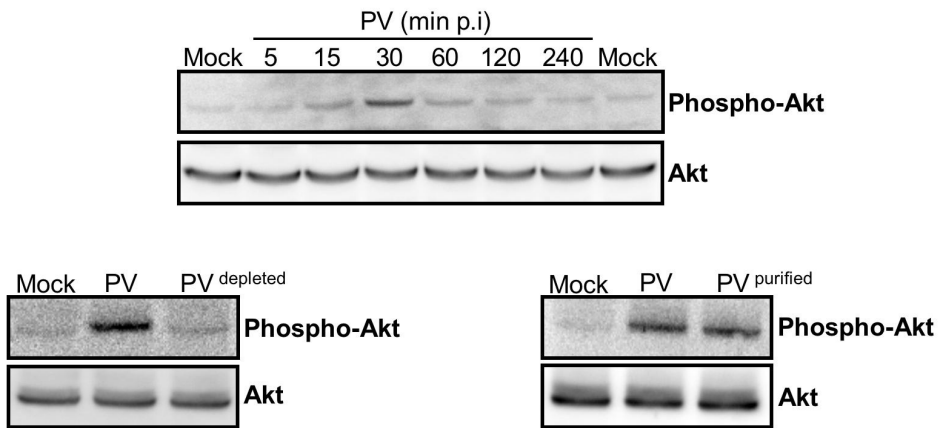 PV (min p.i)
Mock 5 15 30 60 120 240 Mock
Phospho-Akt
Akt
Mock PV PV depleted
Phospho-Akt
Akt
Mock PV PV purified
Phospho-Akt
Akt